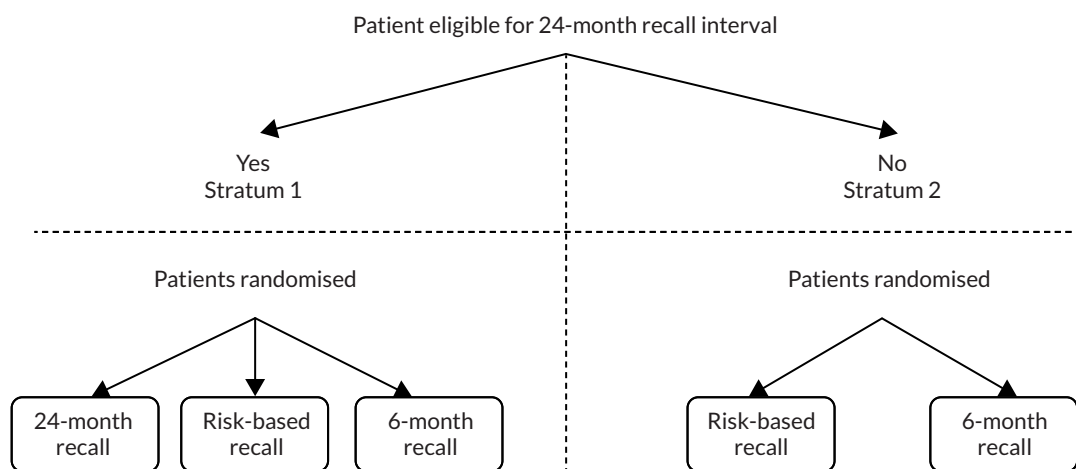 Patient eligible for 24-month recall interval
Yes
Stratum 1
No
Stratum 2
Patients randomised
Patients randomised
24-month
recall
Risk-based
recall
6-month
recall
Risk-based
recall
6-month
recall